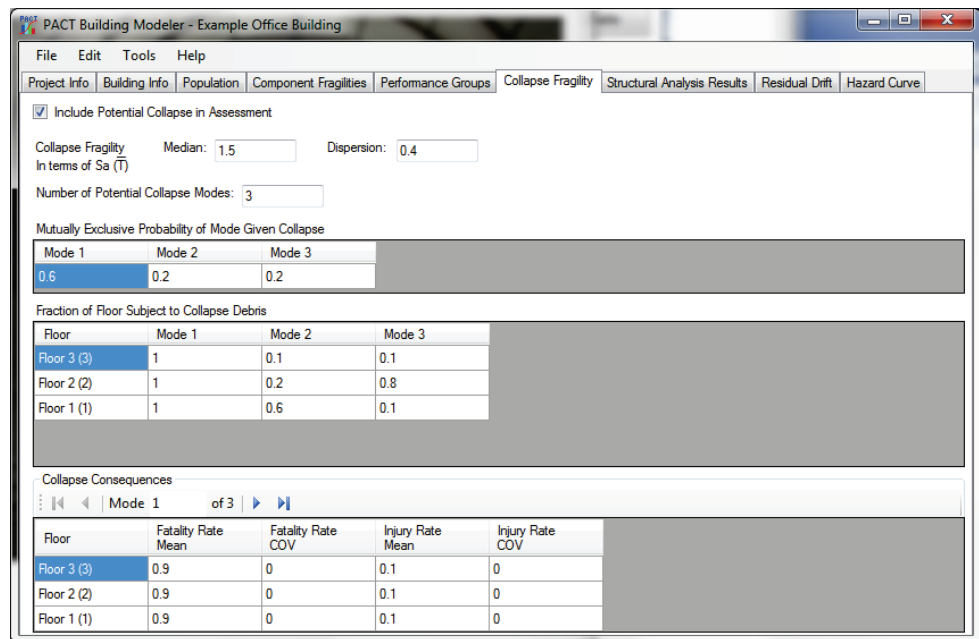 PACT Building Modeler - Example Office Building
File Edit Tools Help
Project Info Building Info Population Component Fragilities Performance Groups Collapse Fragility Structural Analysis Results Residual Drift Hazard Curve
Include Potential Collapse in Assessment
Collapse Fragility Median: 1.5 Dispersion: 0.4
In terms of Sa (T̅)
Number of Potential Collapse Modes: 3
Mutually Exclusive Probability of Mode Given Collapse
Mode 1 Mode 2 Mode 3
0.6 0.2 0.2
Fraction of Floor Subject to Collapse Debris
Floor Mode 1 Mode 2 Mode 3
Floor 3 (3) 1 0.1 0.1
Floor 2 (2) 1 0.2 0.8
Floor 1 (1) 1 0.6 0.1
Collapse Consequences
Mode 1 of 3
Floor Fatality Rate Mean Fatality Rate COV Injury Rate Mean Injury Rate COV
Floor 3 (3) 0.9 0 0.1 0
Floor 2 (2) 0.9 0 0.1 0
Floor 1 (1) 0.9 0 0.1 0